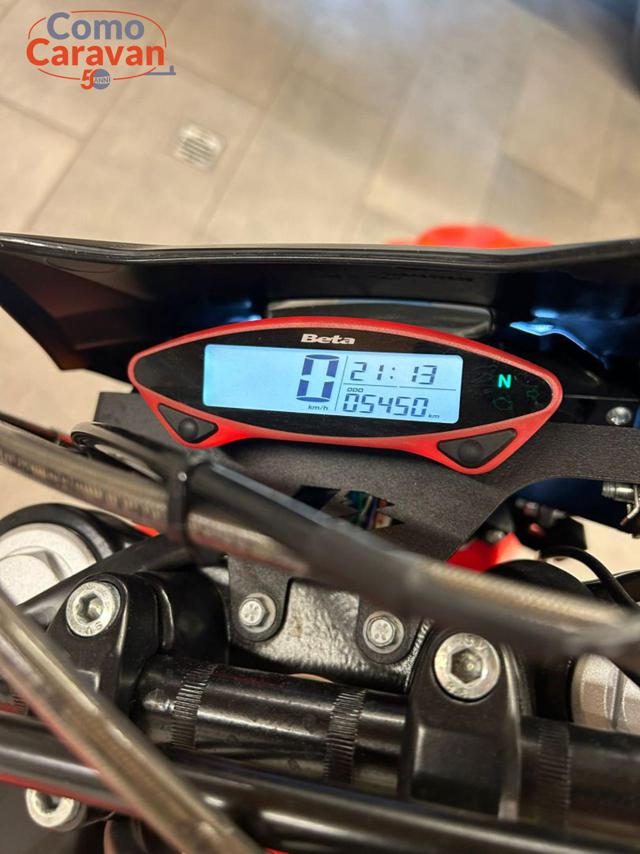 Como
Caravan
50
ANNI
Beta
0
km/h
21:13
ODO
05450 km
N